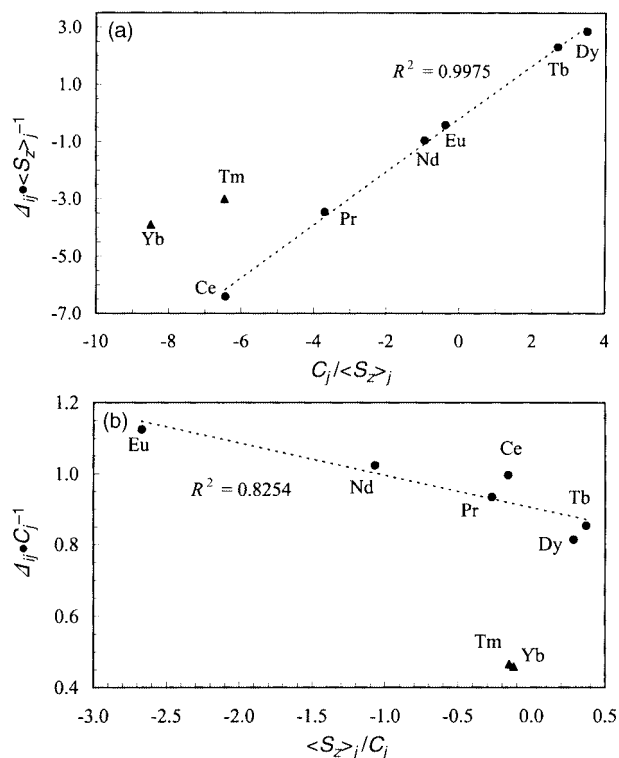 (a)
3.0
1.0
-1.0
-3.0
-5.0
-7.0
Δij•<Sz>j⁻¹
R² = 0.9975
Dy
Tb
Eu
Nd
Tm
Pr
Yb
Ce
-10 -8 -6 -4 -2 0 2 4
Cj/<Sz>j
(b)
1.2
1.0
0.8
0.6
0.4
Δij•Cj⁻¹
Eu
R² = 0.8254
Nd
Ce
Pr
Tb
Dy
Tm
Yb
-3.0 -2.5 -2.0 -1.5 -1.0 -0.5 0.0 0.5
<Sz>j/Cj